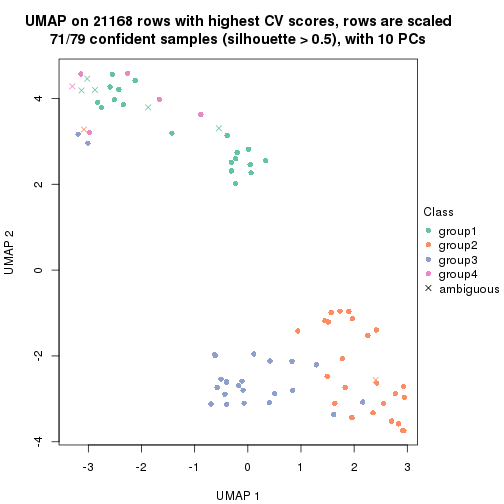 UMAP on 21168 rows with highest CV scores, rows are scaled
71/79 confident samples (silhouette > 0.5), with 10 PCs
UMAP 2
4
2
0
-2
-4
-3 -2 -1 0 1 2 3
UMAP 1
Class
group1
group2
group3
group4
ambiguous